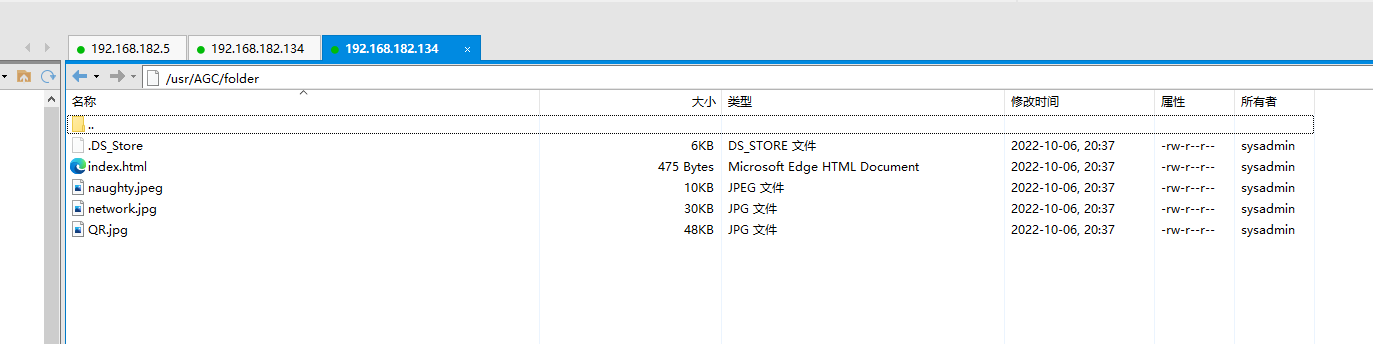 192.168.182.5 192.168.182.134 192.168.182.134 ×
/usr/AGC/folder
名称 大小 类型 修改时间 属性 所有者
..
.DS_Store 6KB DS_STORE 文件 2022-10-06, 20:37 -rw-r--r-- sysadmin
index.html 475 Bytes Microsoft Edge HTML Document 2022-10-06, 20:37 -rw-r--r-- sysadmin
naughty.jpeg 10KB JPEG 文件 2022-10-06, 20:37 -rw-r--r-- sysadmin
network.jpg 30KB JPG 文件 2022-10-06, 20:37 -rw-r--r-- sysadmin
QR.jpg 48KB JPG 文件 2022-10-06, 20:37 -rw-r--r-- sysadmin